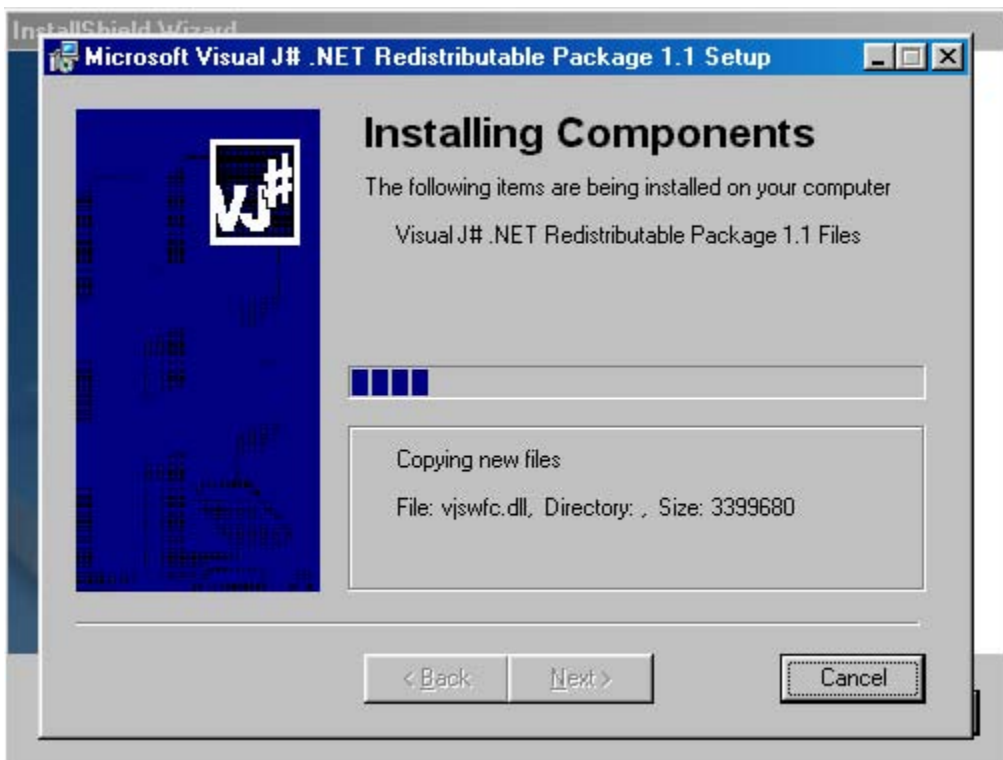 InstallShield Wizard
Microsoft Visual J# .NET Redistributable Package 1.1 Setup
VJ#
Installing Components
The following items are being installed on your computer
Visual J# .NET Redistributable Package 1.1 Files
Copying new files
File: vjswfc.dll, Directory: , Size: 3399680
< Back
Next >
Cancel